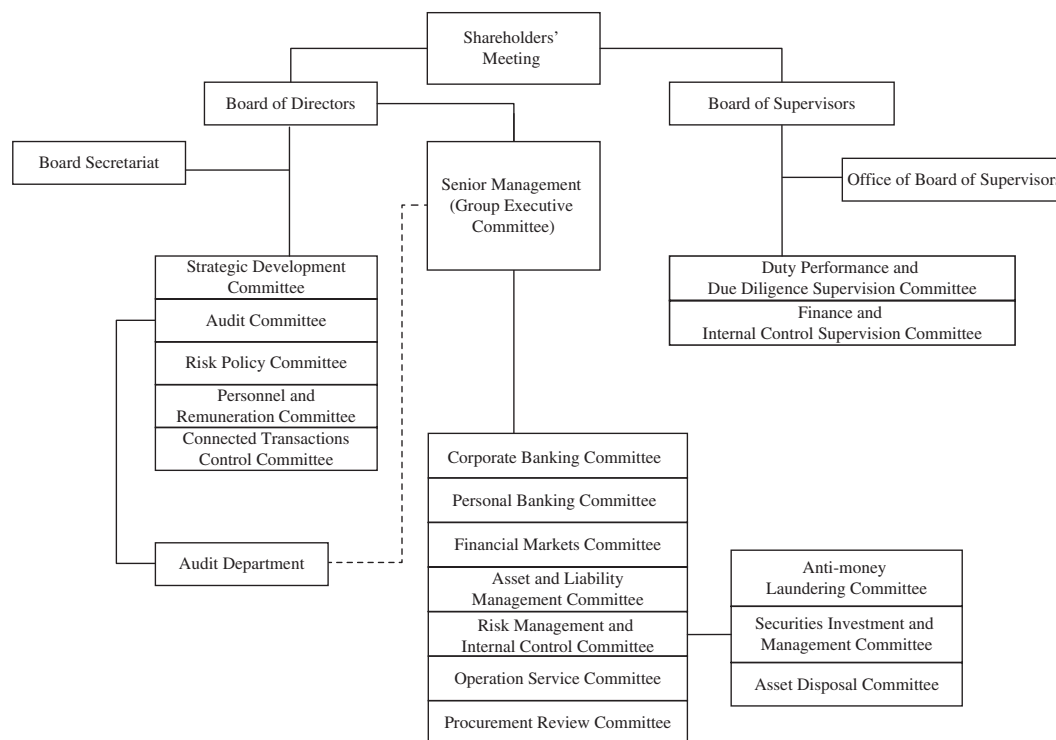 Shareholders’
Meeting
Board of Directors
Board of Supervisors
Board Secretariat
Senior Management
(Group Executive
Committee)
Office of Board of Supervisors
Strategic Development
Committee
Audit Committee
Risk Policy Committee
Personnel and
Remuneration Committee
Connected Transactions
Control Committee
Duty Performance and
Due Diligence Supervision Committee
Finance and
Internal Control Supervision Committee
Audit Department
Corporate Banking Committee
Personal Banking Committee
Financial Markets Committee
Asset and Liability
Management Committee
Risk Management and
Internal Control Committee
Operation Service Committee
Procurement Review Committee
Anti-money
Laundering Committee
Securities Investment and
Management Committee
Asset Disposal Committee